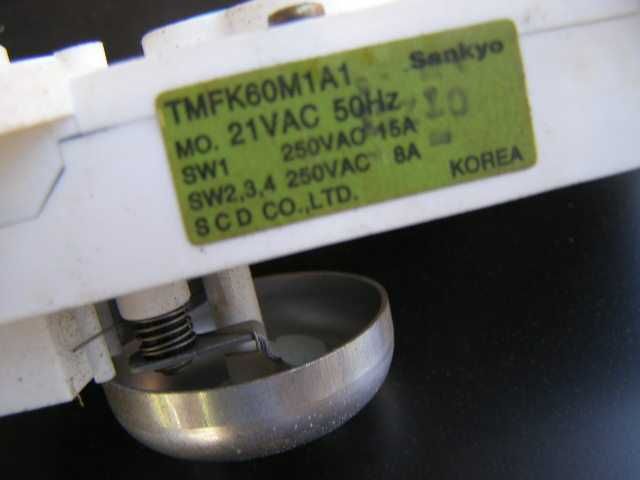 Sankyo
TMFK60M1A1
MO. 21VAC 50Hz
SW1 250VAC 15A
SW2,3,4 250VAC 8A
S C D CO.,LTD. KOREA